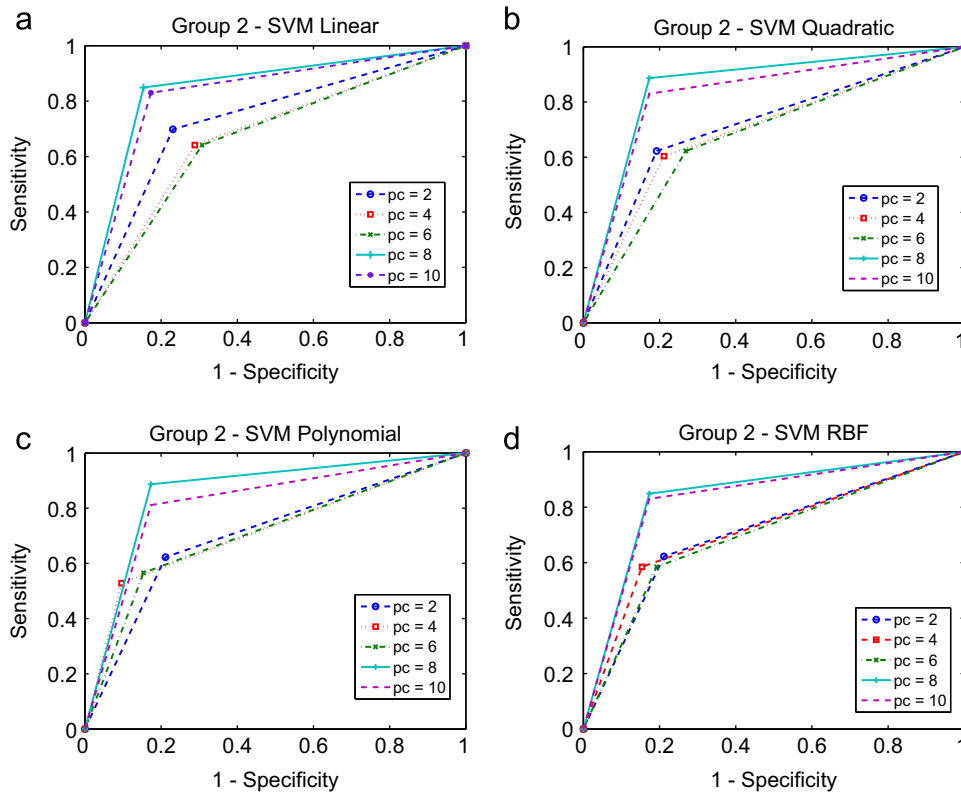 a
Group 2 - SVM Linear
1
0.8
0.6
0.4
0.2
0
Sensitivity
pc = 2
pc = 4
pc = 6
pc = 8
pc = 10
0 0.2 0.4 0.6 0.8 1
1 - Specificity
b
Group 2 - SVM Quadratic
1
0.8
0.6
0.4
0.2
0
Sensitivity
pc = 2
pc = 4
pc = 6
pc = 8
pc = 10
0 0.2 0.4 0.6 0.8 1
1 - Specificity
c
Group 2 - SVM Polynomial
1
0.8
0.6
0.4
0.2
0
Sensitivity
pc = 2
pc = 4
pc = 6
pc = 8
pc = 10
0 0.2 0.4 0.6 0.8 1
1 - Specificity
d
Group 2 - SVM RBF
1
0.8
0.6
0.4
0.2
0
Sensitivity
pc = 2
pc = 4
pc = 6
pc = 8
pc = 10
0 0.2 0.4 0.6 0.8 1
1 - Specificity